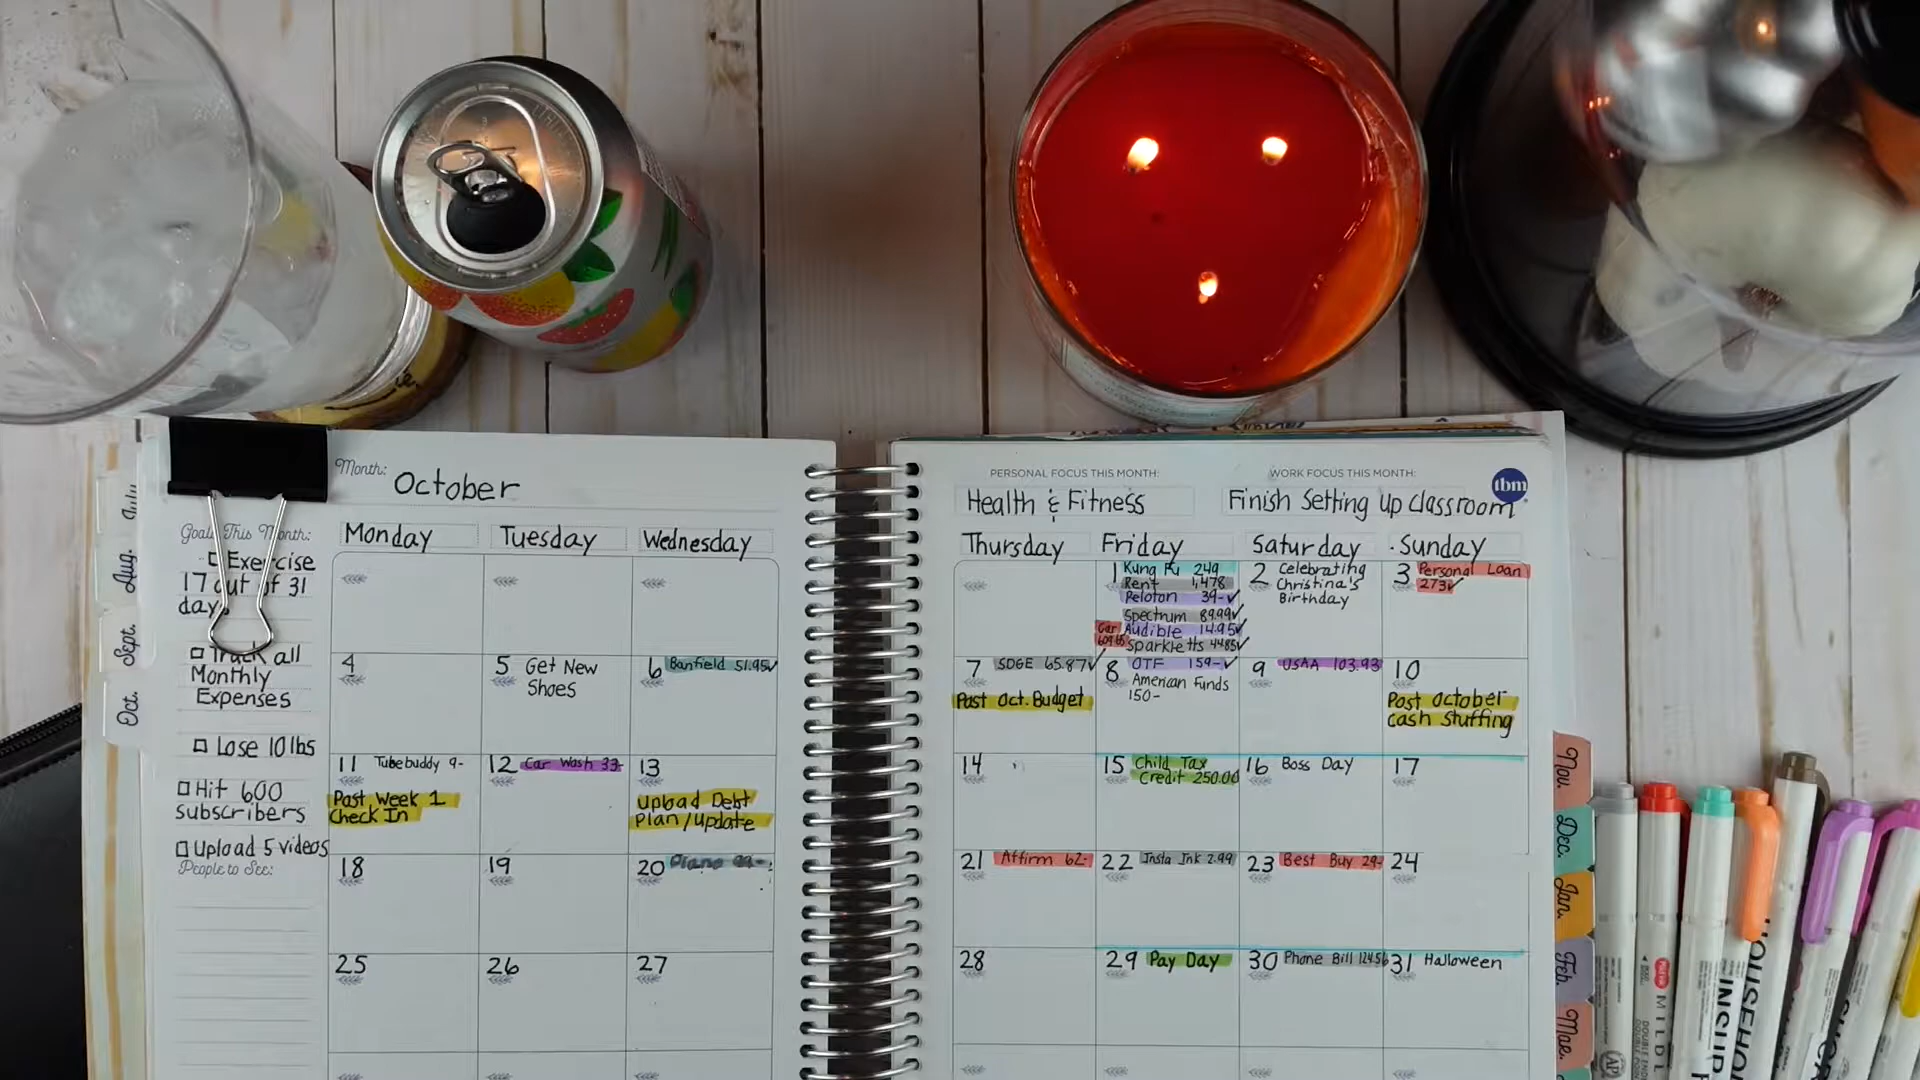 Month: October
Goals This Month:
Exercise
17 out of 31
days
Track all
Monthly
Expenses
Lose 10 lbs
Hit 600
subscribers
Upload 5 videos
People to See:
Monday Tuesday Wednesday
4
5 Get New
Shoes
6 Banfield 51.95✓
11 Tubebuddy 9-
Post Week 1
Check In
12 Car Wash 33-
13
Upload Debt
Plan/Update
18
19
20 Piano 99-
25
26
27
PERSONAL FOCUS THIS MONTH:
Health & Fitness
WORK FOCUS THIS MONTH:
Finish Setting up classroom
tbm
Thursday Friday Saturday Sunday
1 Kung Fu 249
Rent 1,478
Peloton 39-✓
Spectrum 89.99✓
Car Audible 14.95✓
Sparkletts 44.85✓
2 Celebrating
Christina's
Birthday
3 Personal Loan
273✓
7 SDGE 65.87✓
Post Oct. Budget
8 OTF 159-✓
American Funds
150-
9 USAA 103.93
10
Post October
cash stuffing
14
15 Child Tax
Credit 250.00
16 Boss Day
17
21 Affirm 62-
22 Insta Ink 2.99
23 Best Buy 29-
24
28
29 Pay Day
30 Phone Bill 124.56
31 Halloween
July
Aug.
Sept.
Oct.
Nov.
Dec.
Jan.
Feb.
Mar.
MILDL